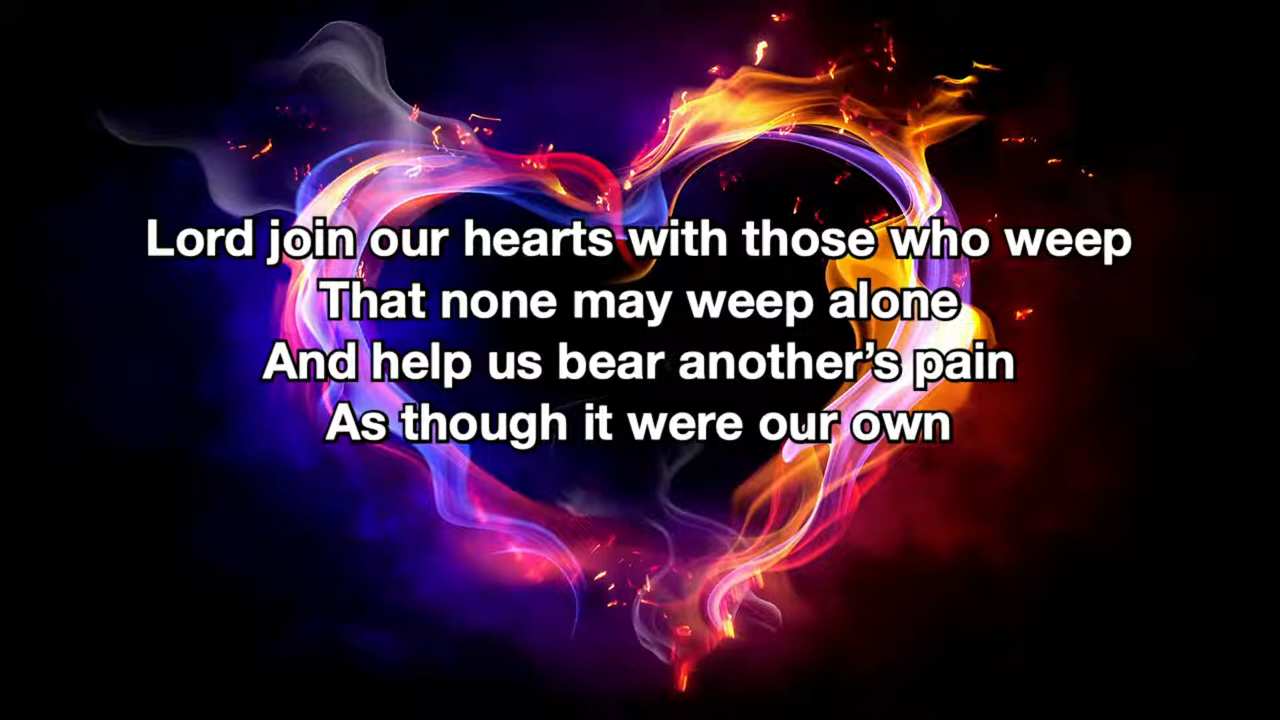 Lord join our hearts with those who weep
That none may weep alone
And help us bear another’s pain
As though it were our own